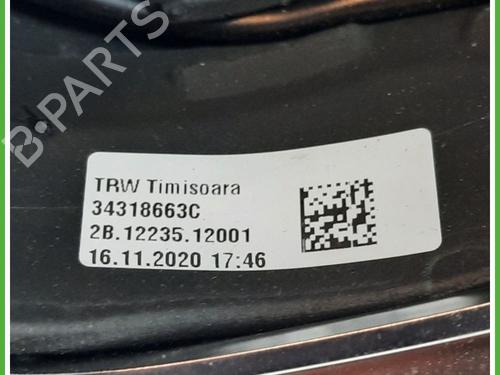 B-PARTS
TRW Timisoara
34318663C
2B.12235.12001
16.11.2020 17:46